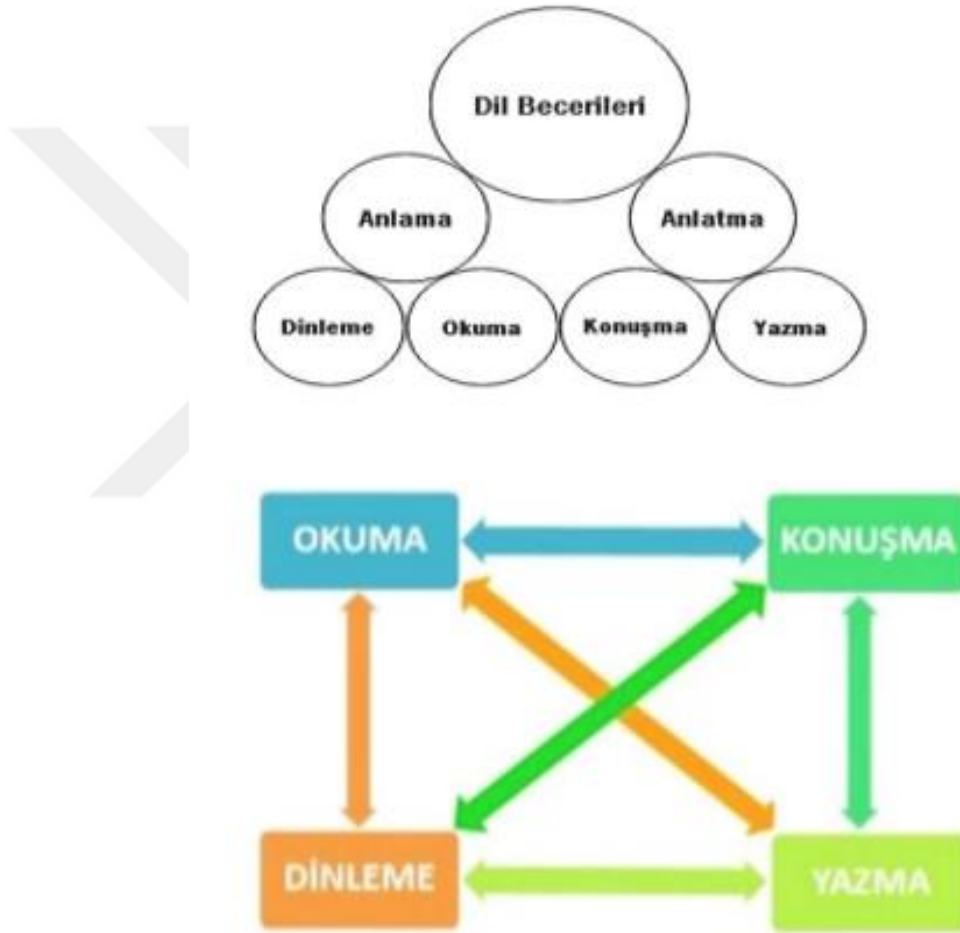 Dil Becerileri
Anlama Anlatma
Dinleme Okuma Konuşma Yazma
OKUMA KONUŞMA
DİNLEME YAZMA